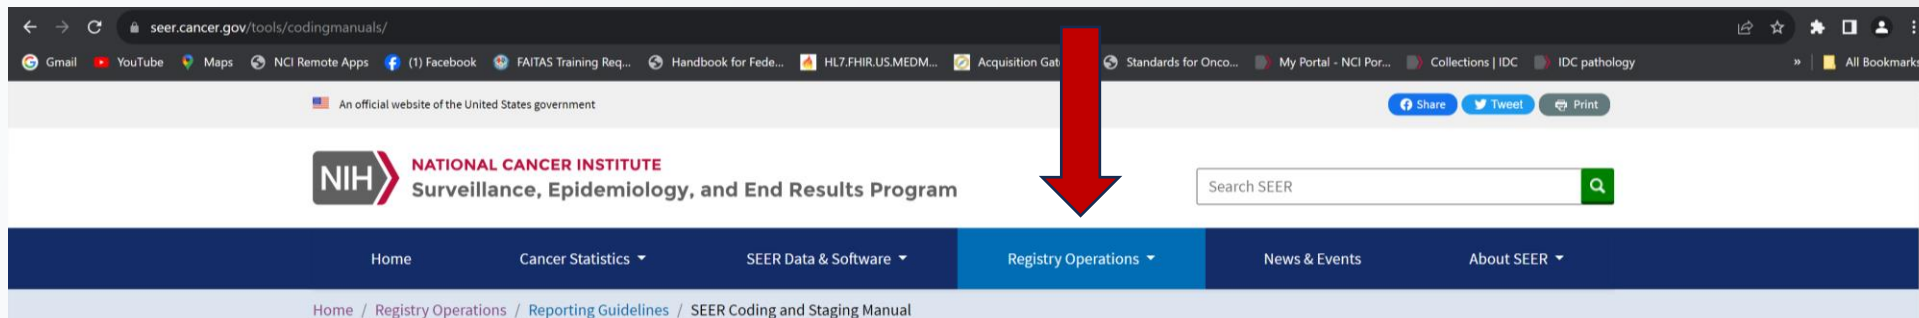 seer.cancer.gov/tools/codingmanuals/
Gmail YouTube Maps NCI Remote Apps (1) Facebook FAITAS Training Req... Handbook for Fede... HL7.FHIR.US.MEDM... Acquisition Standards for Onco... My Portal - NCI Por... Collections | IDC IDC pathology » All Bookmarks
An official website of the United States government Share Tweet Print
NIH NATIONAL CANCER INSTITUTE
Surveillance, Epidemiology, and End Results Program
Search SEER
Home Cancer Statistics SEER Data & Software Registry Operations News & Events About SEER
Home / Registry Operations / Reporting Guidelines / SEER Coding and Staging Manual